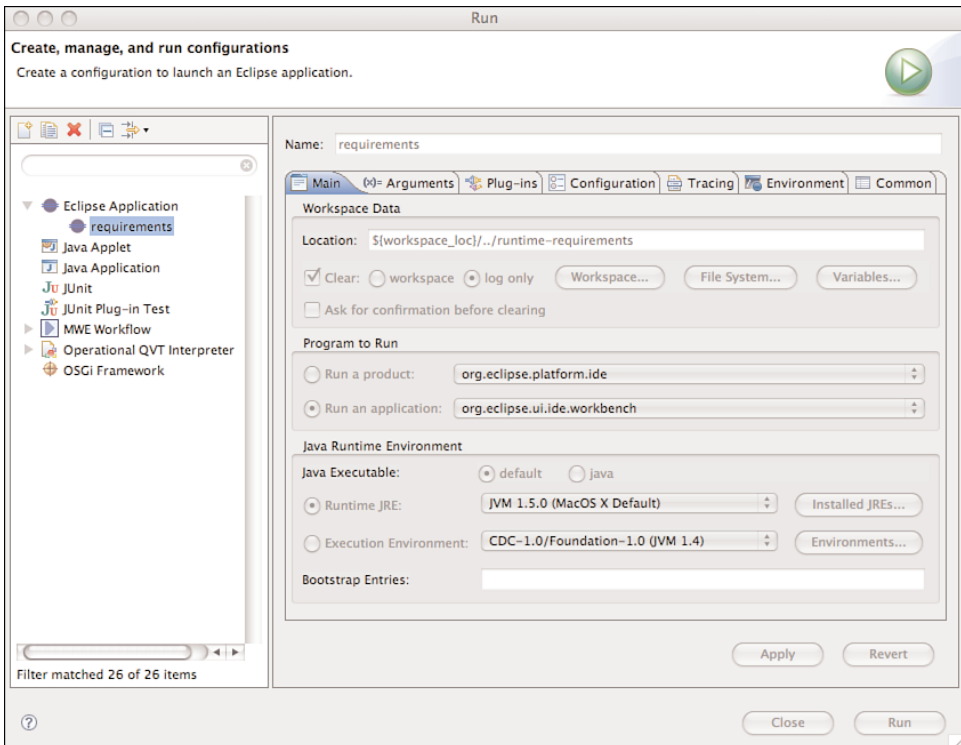 Run
Create, manage, and run configurations
Create a configuration to launch an Eclipse application.
Eclipse Application
requirements
Java Applet
Java Application
JUnit
JUnit Plug-in Test
MWE Workflow
Operational QVT Interpreter
OSGi Framework
Filter matched 26 of 26 items
Name: requirements
Main (x)= Arguments Plug-ins Configuration Tracing Environment Common
Workspace Data
Location: ${workspace_loc}/../runtime-requirements
Clear: workspace log only Workspace... File System... Variables...
Ask for confirmation before clearing
Program to Run
Run a product: org.eclipse.platform.ide
Run an application: org.eclipse.ui.ide.workbench
Java Runtime Environment
Java Executable: default java
Runtime JRE: JVM 1.5.0 (MacOS X Default) Installed JREs...
Execution Environment: CDC-1.0/Foundation-1.0 (JVM 1.4) Environments...
Bootstrap Entries:
Apply Revert
? Close Run